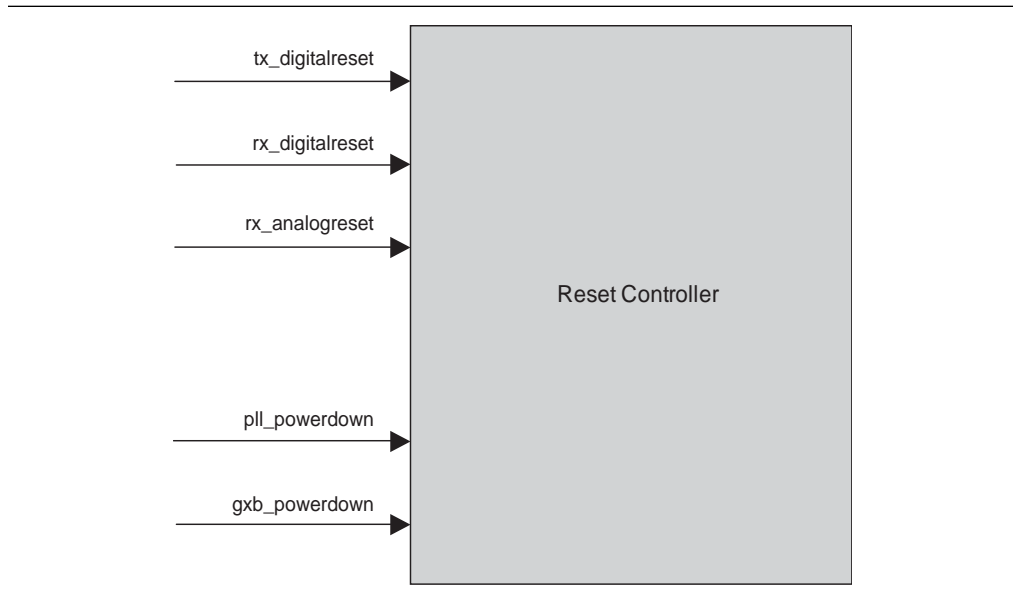 tx_digitalreset
rx_digitalreset
rx_analogreset
Reset Controller
pll_powerdown
gxb_powerdown